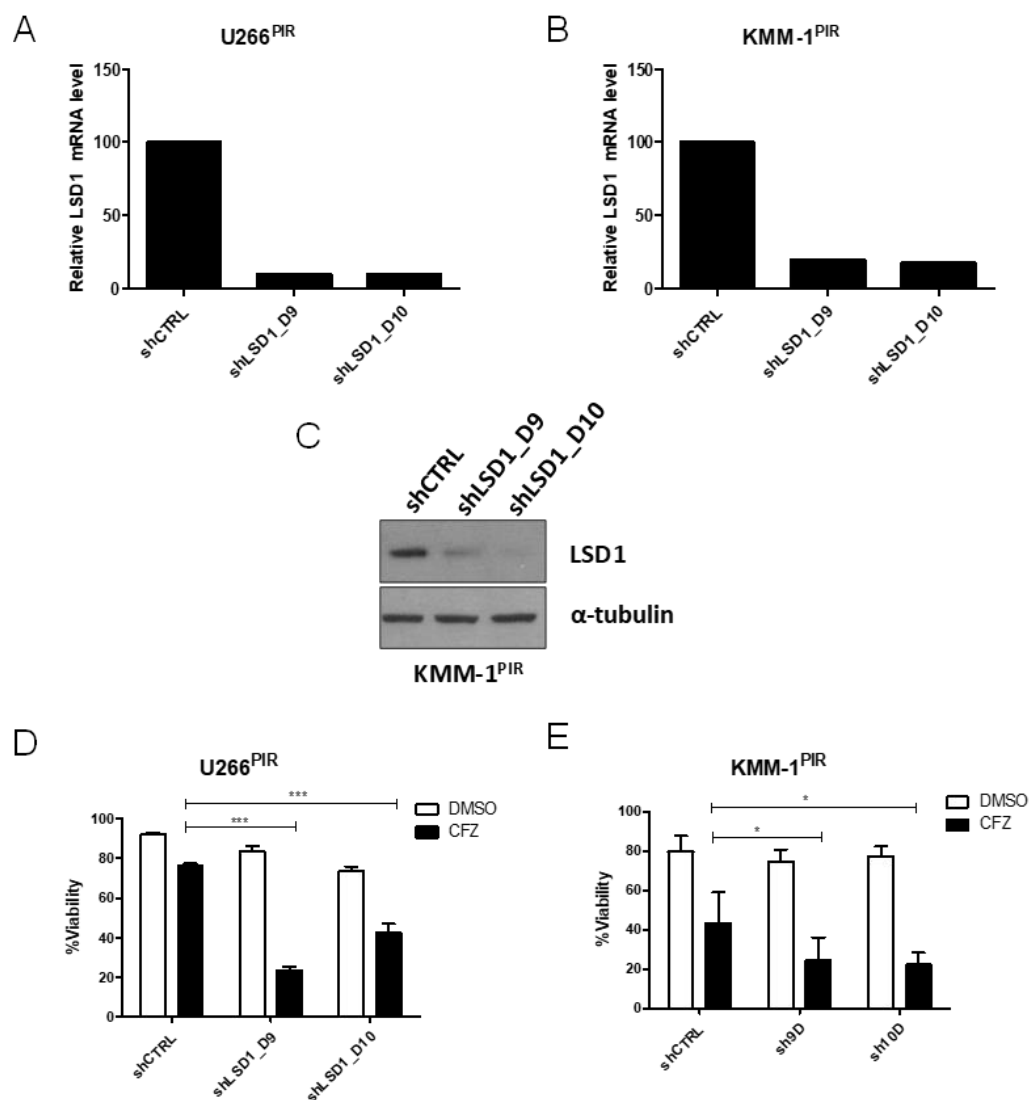 A
U266PIR
Relative LSD1 mRNA level
150
100
50
0
shCTRL
shLSD1_D9
shLSD1_D10
B
KMM-1PIR
Relative LSD1 mRNA level
150
100
50
0
shCTRL
shLSD1_D9
shLSD1_D10
C
shCTRL
shLSD1_D9
shLSD1_D10
LSD1
α-tubulin
KMM-1PIR
D
U266PIR
***
***
DMSO
CFZ
%Viability
100
80
60
40
20
0
shCTRL
shLSD1_D9
shLSD1_D10
E
KMM-1PIR
*
*
DMSO
CFZ
%Viability
100
80
60
40
20
0
shCTRL
sh9D
sh10D